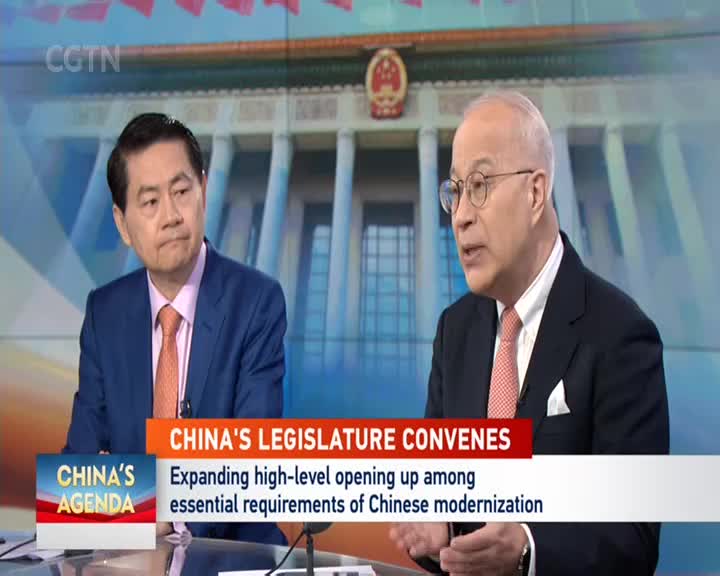 CGTN
CHINA'S LEGISLATURE CONVENES
CHINA'S
AGENDA
Expanding high-level opening up among
essential requirements of Chinese modernization